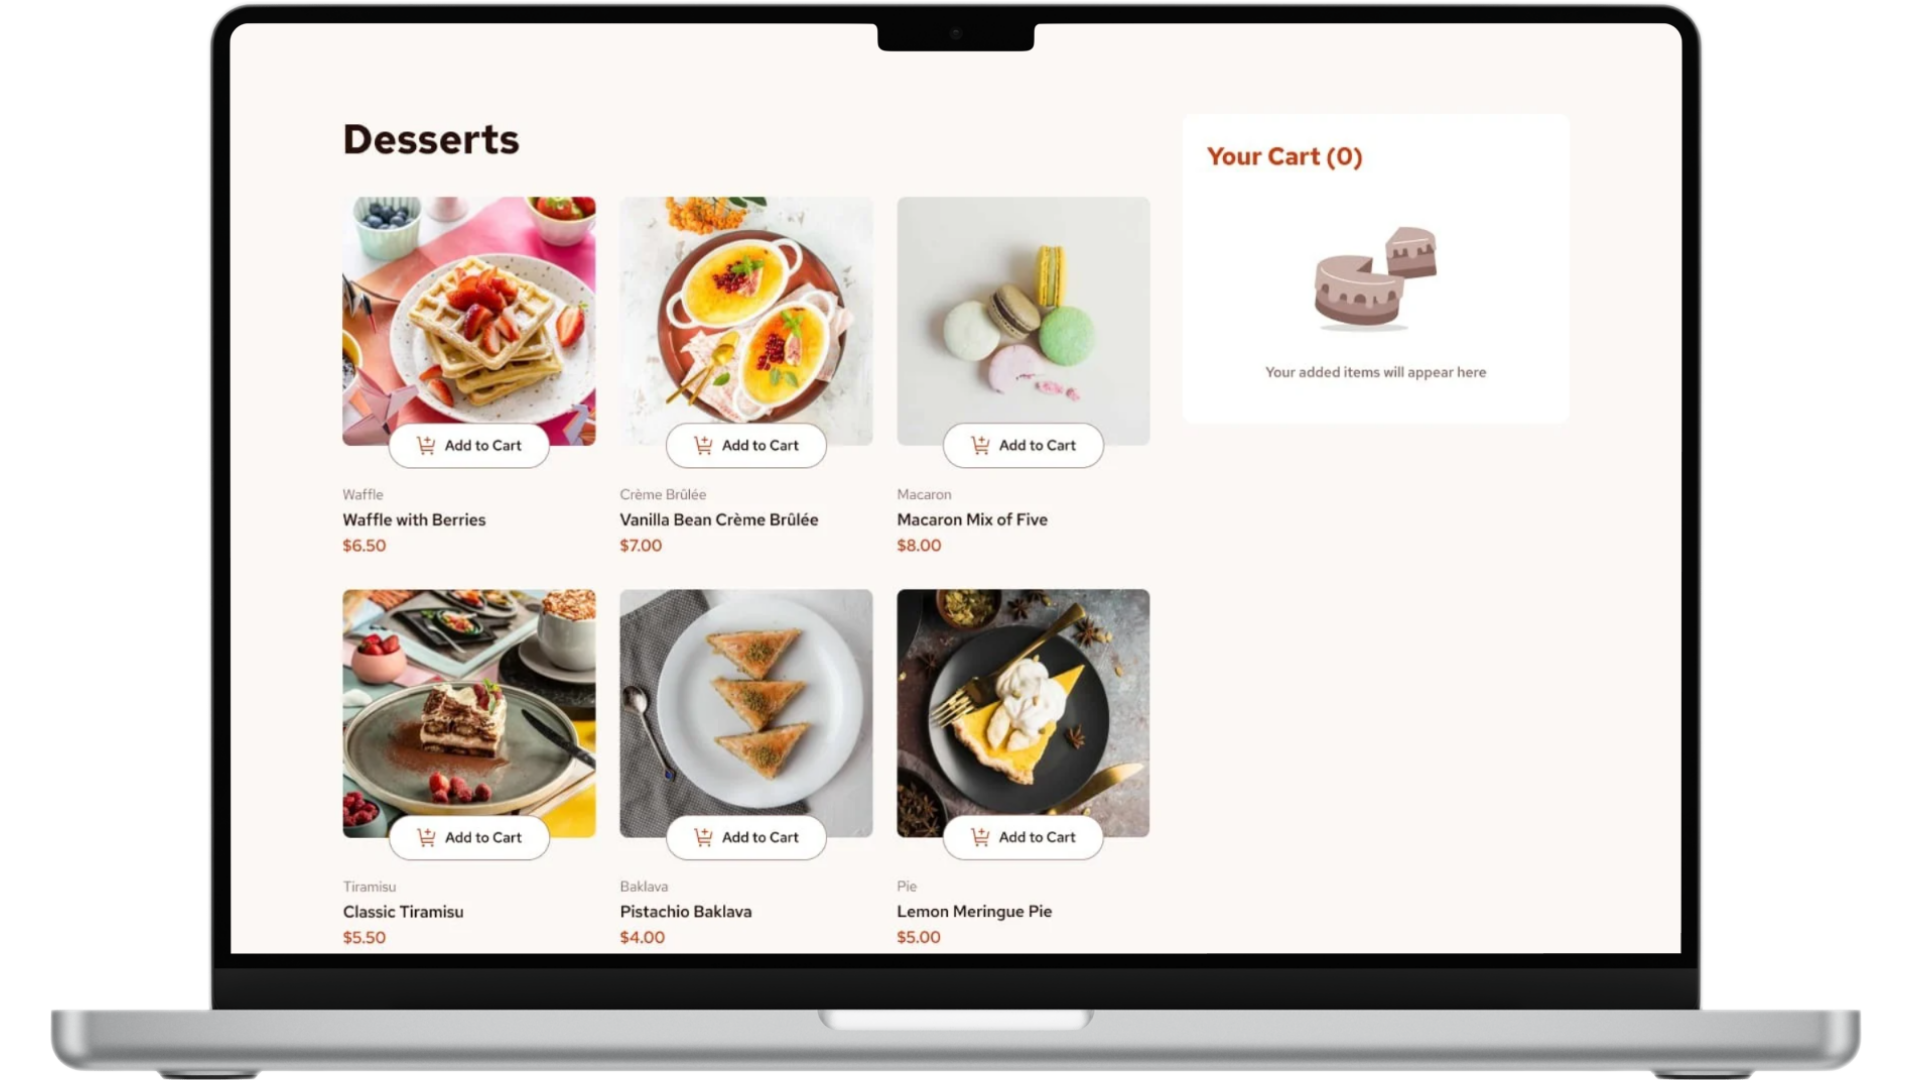 Desserts
Add to Cart
Add to Cart
Add to Cart
Waffle
Waffle with Berries
$6.50
Crème Brûlée
Vanilla Bean Crème Brûlée
$7.00
Macaron
Macaron Mix of Five
$8.00
Add to Cart
Add to Cart
Add to Cart
Tiramisu
Classic Tiramisu
$5.50
Baklava
Pistachio Baklava
$4.00
Pie
Lemon Meringue Pie
$5.00
Your Cart (0)
Your added items will appear here